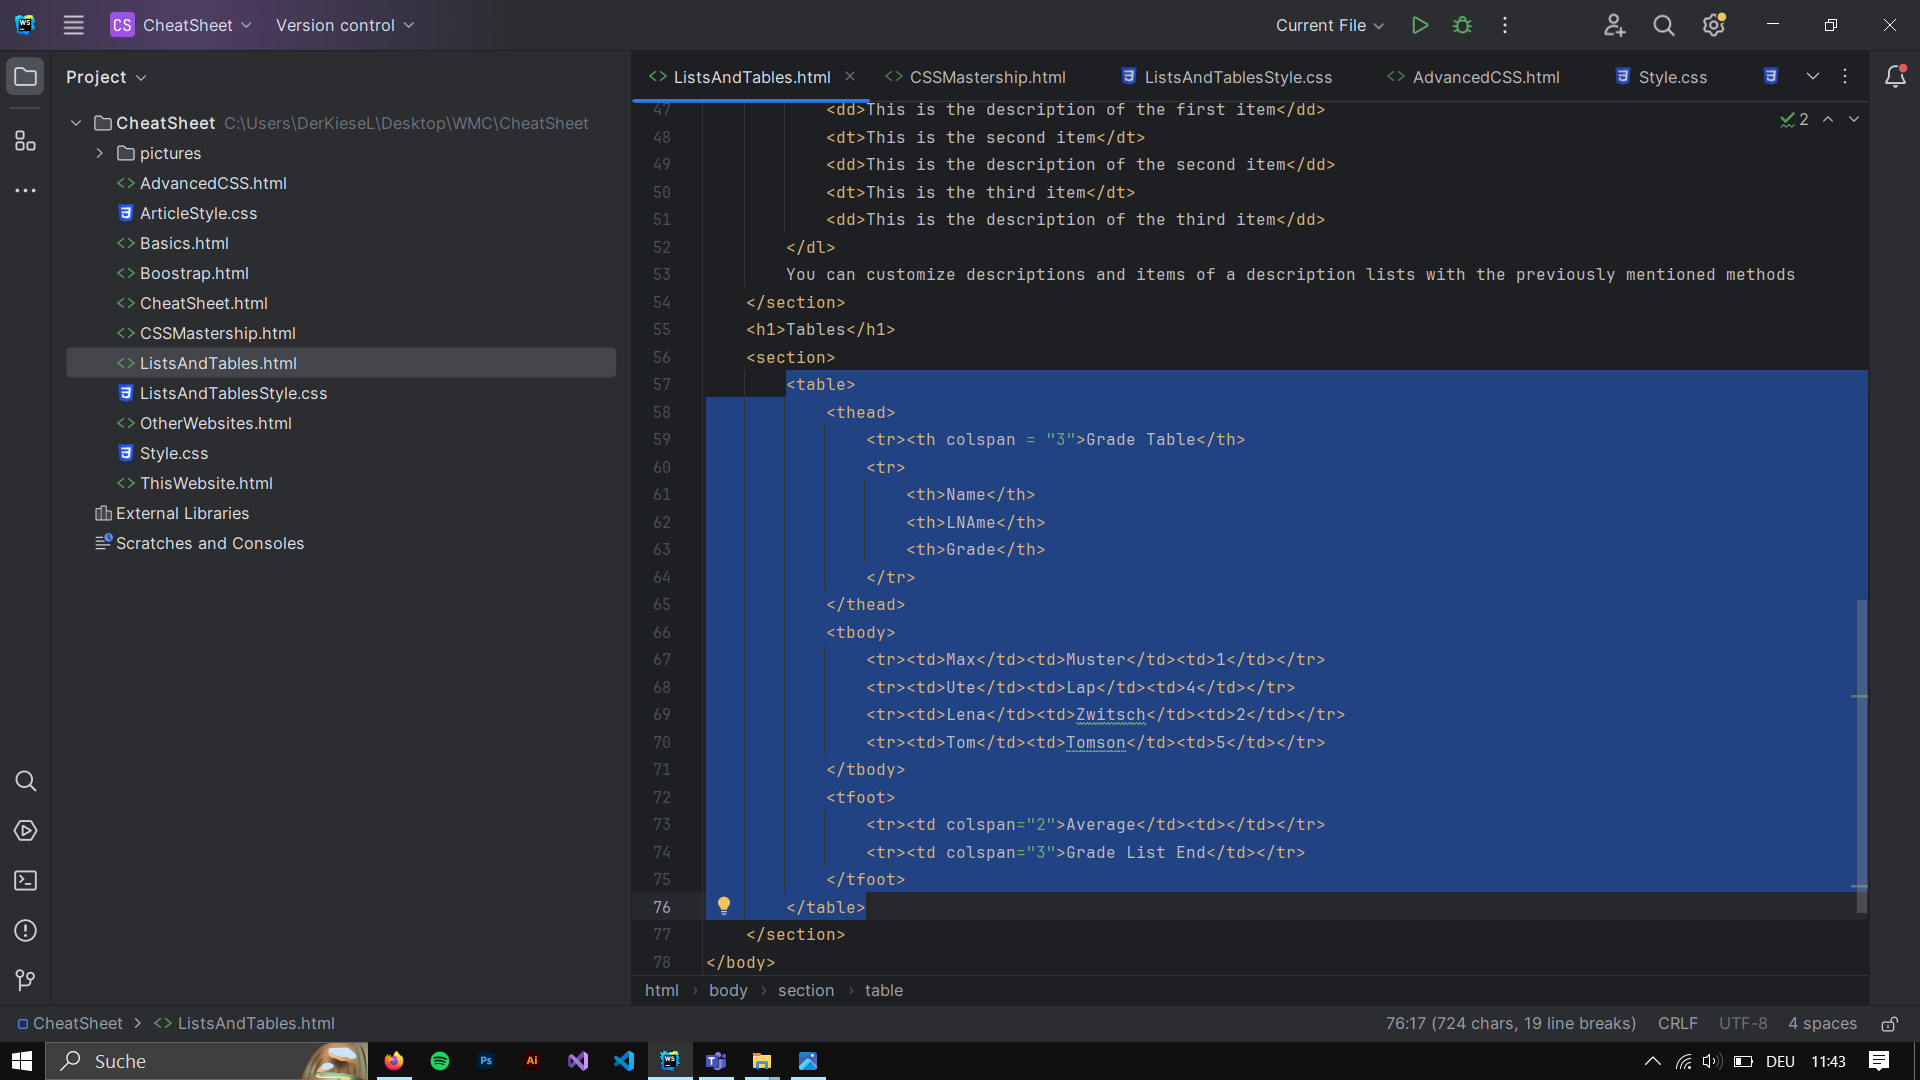 CS CheatSheet Version control Current File
Project
CheatSheet C:\Users\DerKieseL\Desktop\WMC\CheatSheet
pictures
AdvancedCSS.html
ArticleStyle.css
Basics.html
Boostrap.html
CheatSheet.html
CSSMastership.html
ListsAndTables.html
ListsAndTablesStyle.css
OtherWebsites.html
Style.css
ThisWebsite.html
External Libraries
Scratches and Consoles
ListsAndTables.html CSSMastership.html ListsAndTablesStyle.css AdvancedCSS.html Style.css
2
47 <dd>This is the description of the first item</dd>
48 <dt>This is the second item</dt>
49 <dd>This is the description of the second item</dd>
50 <dt>This is the third item</dt>
51 <dd>This is the description of the third item</dd>
52 </dl>
53 You can customize descriptions and items of a description lists with the previously mentioned methods
54 </section>
55 <h1>Tables</h1>
56 <section>
57 <table>
58 <thead>
59 <tr><th colspan = "3">Grade Table</th>
60 <tr>
61 <th>Name</th>
62 <th>LNAme</th>
63 <th>Grade</th>
64 </tr>
65 </thead>
66 <tbody>
67 <tr><td>Max</td><td>Muster</td><td>1</td></tr>
68 <tr><td>Ute</td><td>Lap</td><td>4</td></tr>
69 <tr><td>Lena</td><td>Zwitsch</td><td>2</td></tr>
70 <tr><td>Tom</td><td>Tomson</td><td>5</td></tr>
71 </tbody>
72 <tfoot>
73 <tr><td colspan="2">Average</td><td></td></tr>
74 <tr><td colspan="3">Grade List End</td></tr>
75 </tfoot>
76 </table>
77 </section>
78 </body>
html › body › section › table
CheatSheet > ListsAndTables.html 76:17 (724 chars, 19 line breaks) CRLF UTF-8 4 spaces
Suche Ps Ai WS DEU 11:43